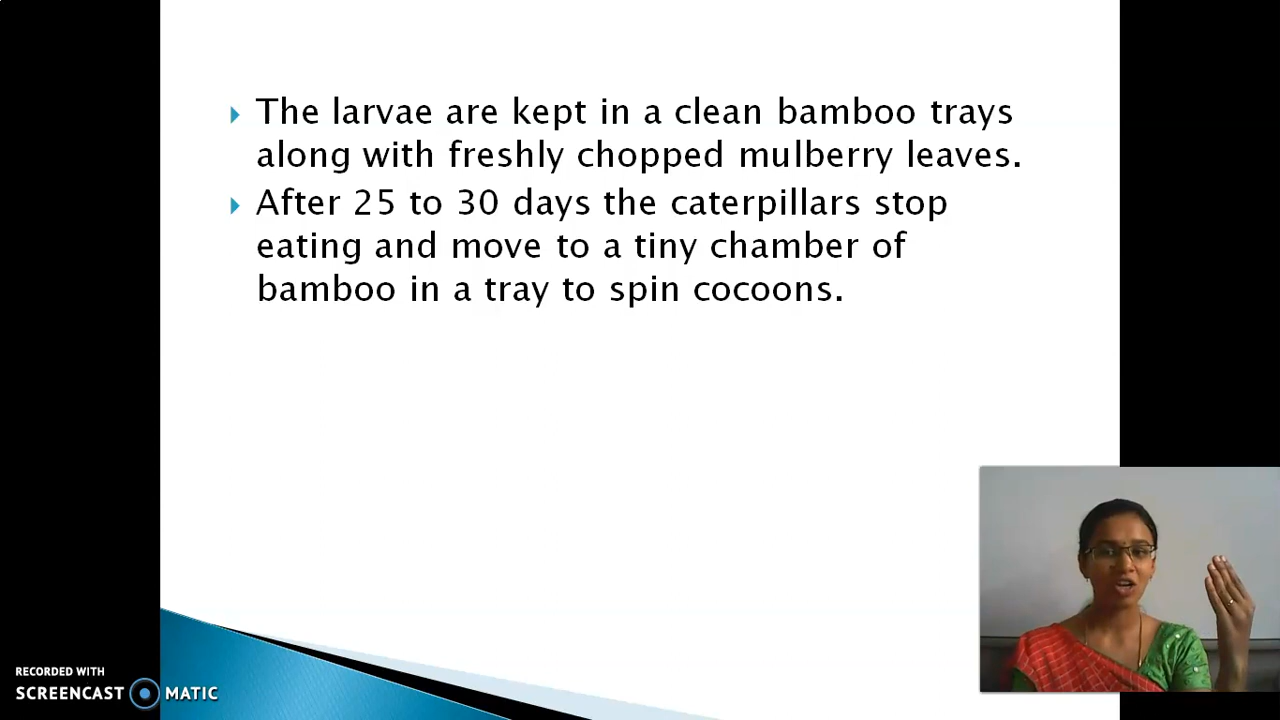 The larvae are kept in a clean bamboo trays
along with freshly chopped mulberry leaves.
After 25 to 30 days the caterpillars stop
eating and move to a tiny chamber of
bamboo in a tray to spin cocoons.
RECORDED WITH
SCREENCAST MATIC